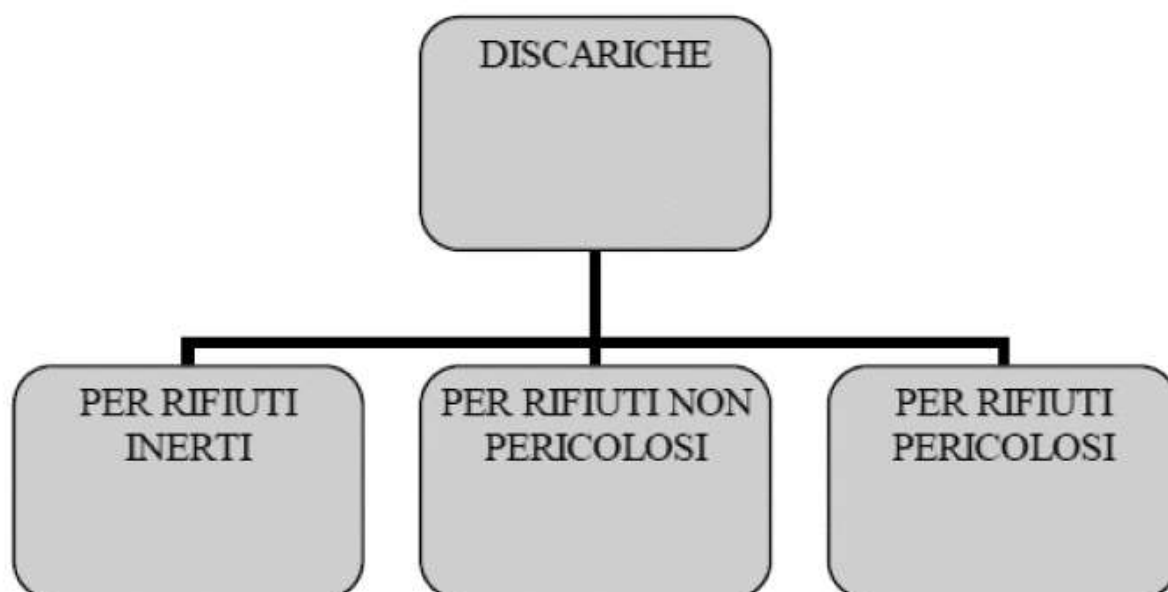 DISCARICHE
PER RIFIUTI
INERTI
PER RIFIUTI NON
PERICOLOSI
PER RIFIUTI
PERICOLOSI